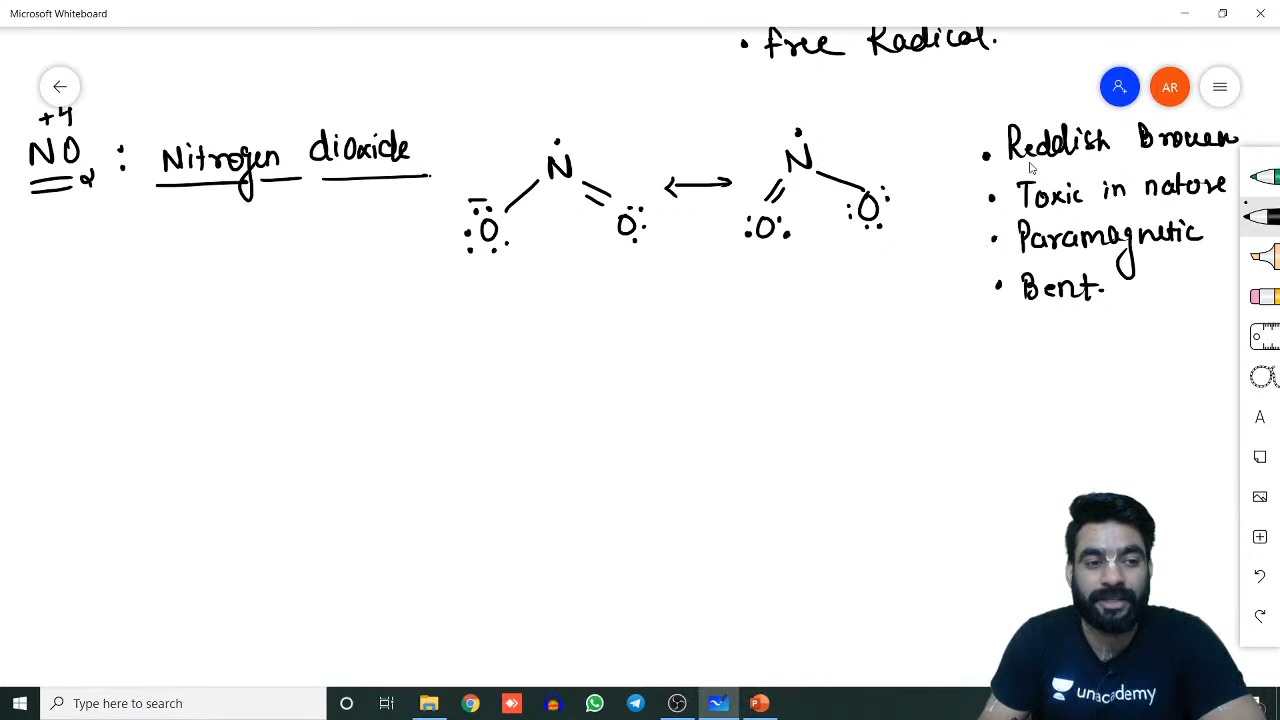 Microsoft Whiteboard
• free Radical.
AR
+4
NO2 : Nitrogen dioxide
N
O
O
N
O
O
• Reddish Brown
• Toxic in nature
• Paramagnetic
• Bent.
A
unacademy
Type here to search